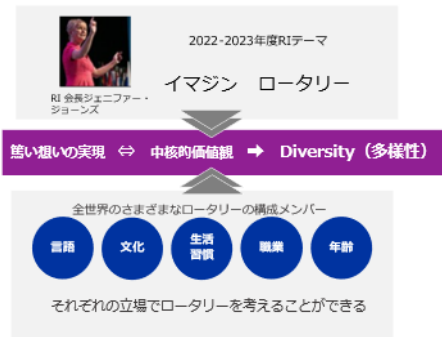 2022-2023年度RIテーマ
イマジン　ロータリー
RI 会長ジェニファー・
ジョーンズ
篤い想いの実現 ⇔ 中核的価値観 ➡ Diversity（多様性）
全世界のさまざまなロータリーの構成メンバー
言語
文化
生活
習慣
職業
年齢
それぞれの立場でロータリーを考えることができる